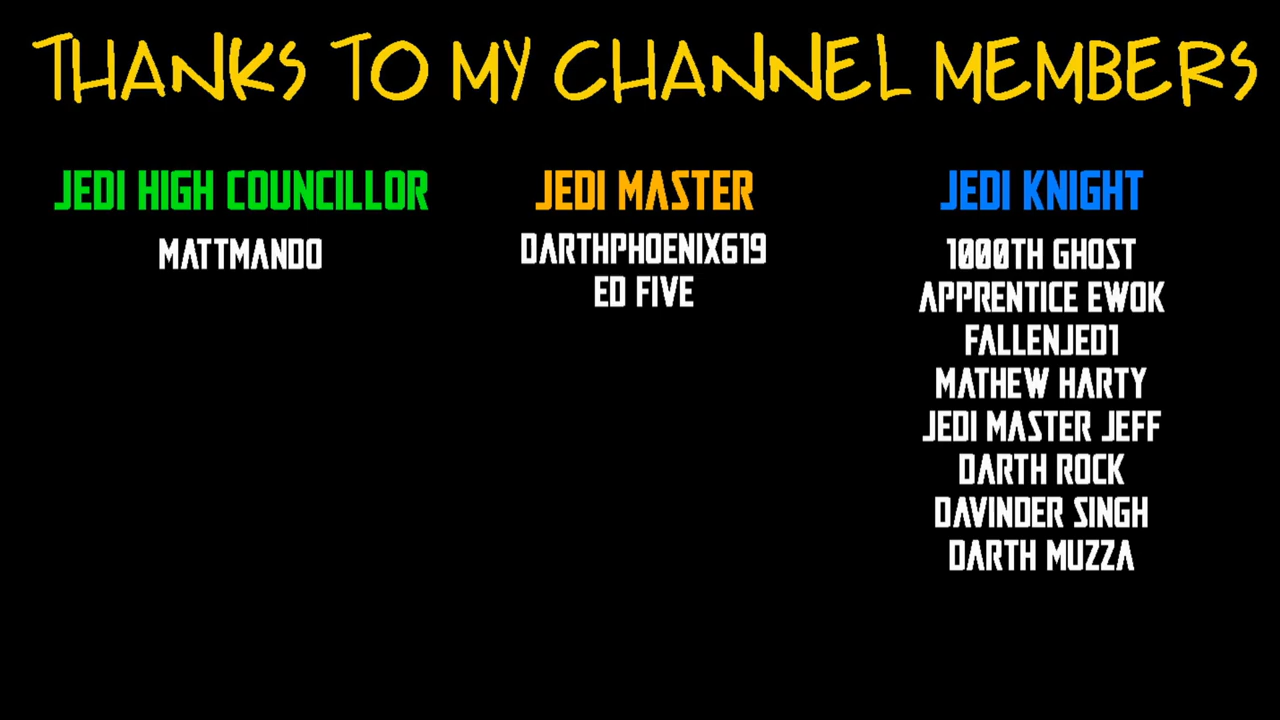 THANKS TO MY CHANNEL MEMBERS
JEDI HIGH COUNCILLOR
MATTMANDO
JEDI MASTER
DARTHPHOENIX619
ED FIVE
JEDI KNIGHT
1000TH GHOST
APPRENTICE EWOK
FALLENJED1
MATHEW HARTY
JEDI MASTER JEFF
DARTH ROCK
DAVINDER SINGH
DARTH MUZZA